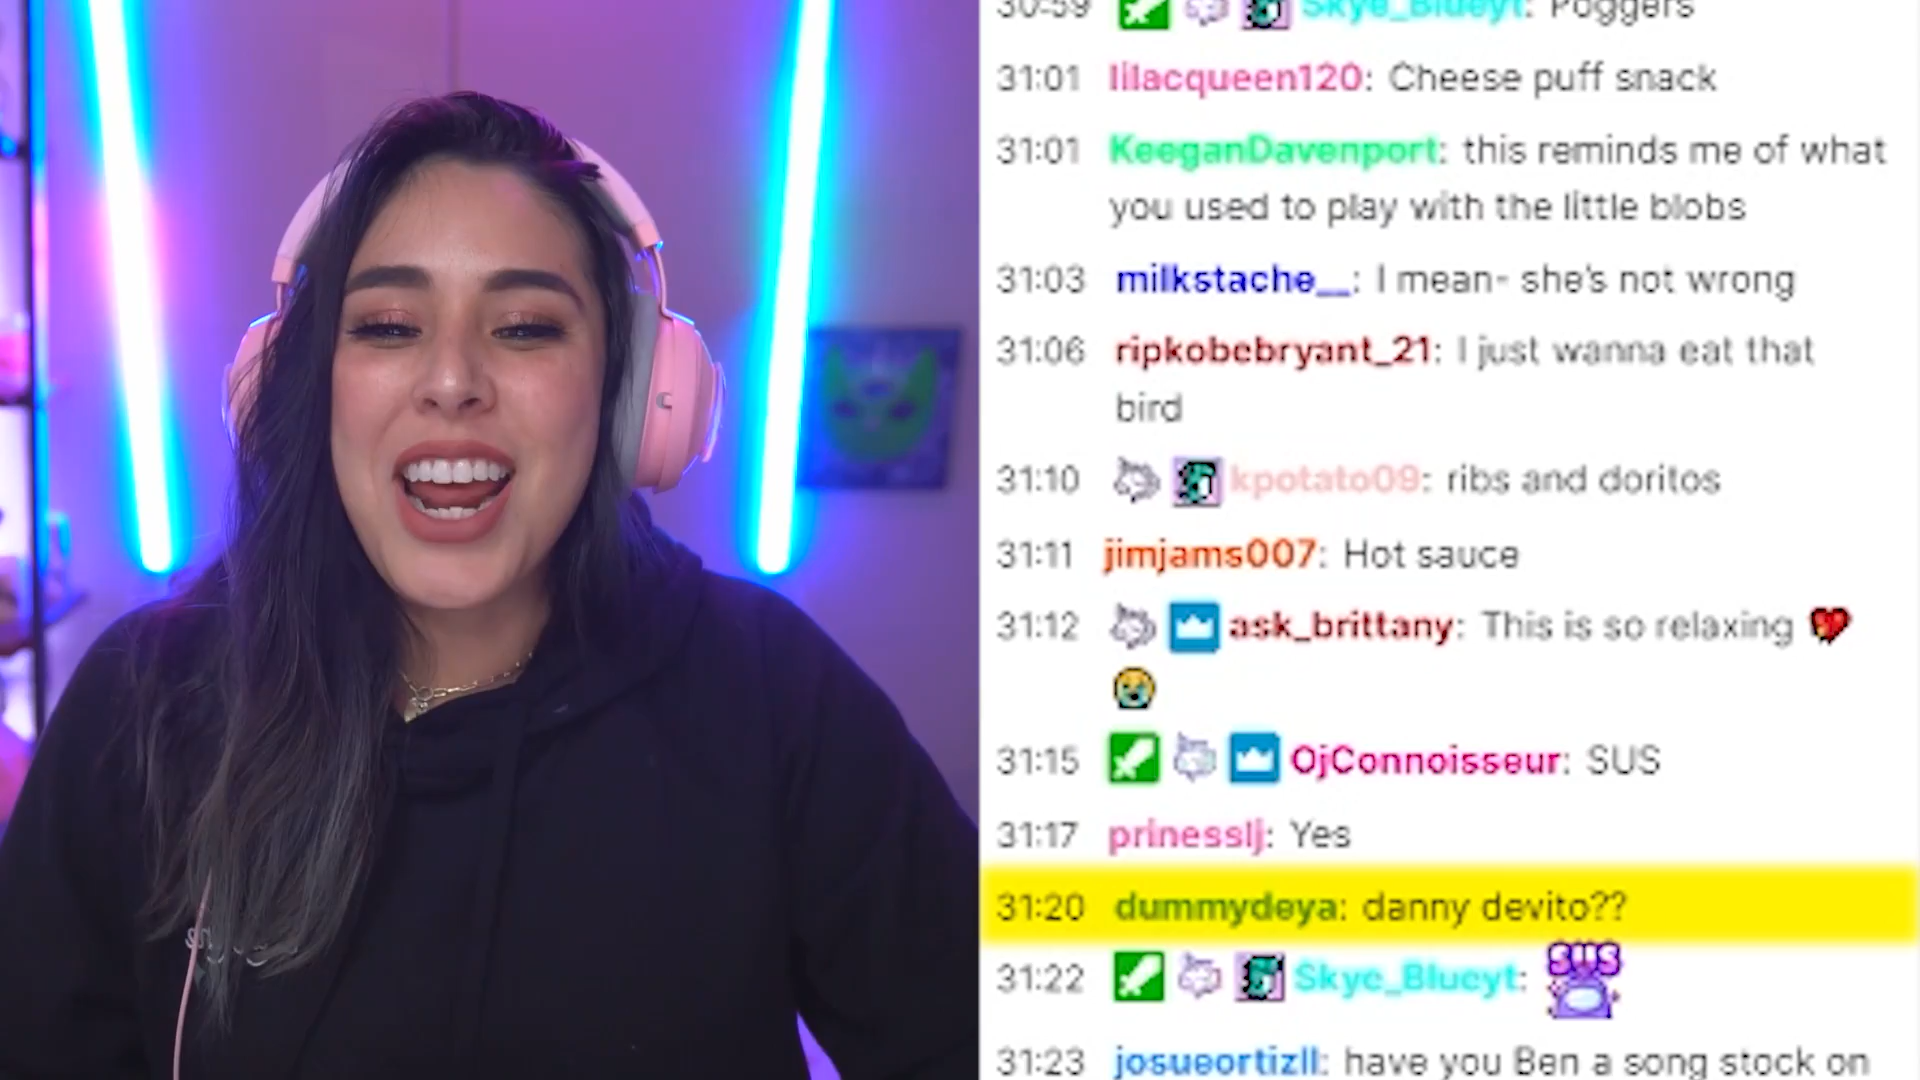 30:59 Skye_Blueyt: Poggers
31:01 lilacqueen120: Cheese puff snack
31:01 KeeganDavenport: this reminds me of what
you used to play with the little blobs
31:03 milkstache__: I mean- she's not wrong
31:06 ripkobebryant_21: I just wanna eat that
bird
31:10 kpotato09: ribs and doritos
31:11 jimjams007: Hot sauce
31:12 ask_brittany: This is so relaxing
31:15 OjConnoisseur: SUS
31:17 prinesslj: Yes
31:20 dummydeya: danny devito??
31:22 Skye_Blueyt: SUS
31:23 josueortizll: have you Ben a song stock on